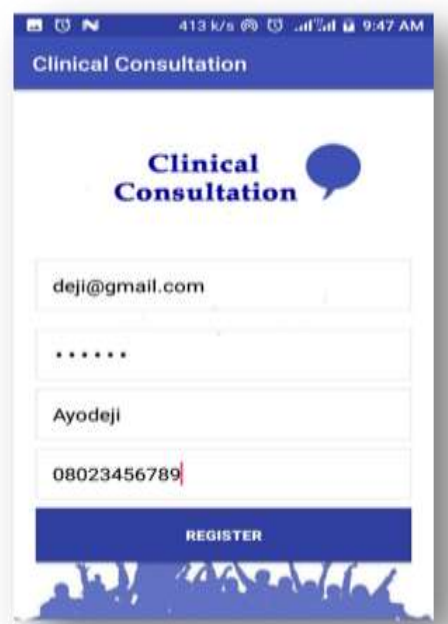 413 k/s 9:47 AM
Clinical Consultation
Clinical
Consultation
deji@gmail.com
••••••
Ayodeji
08023456789
REGISTER